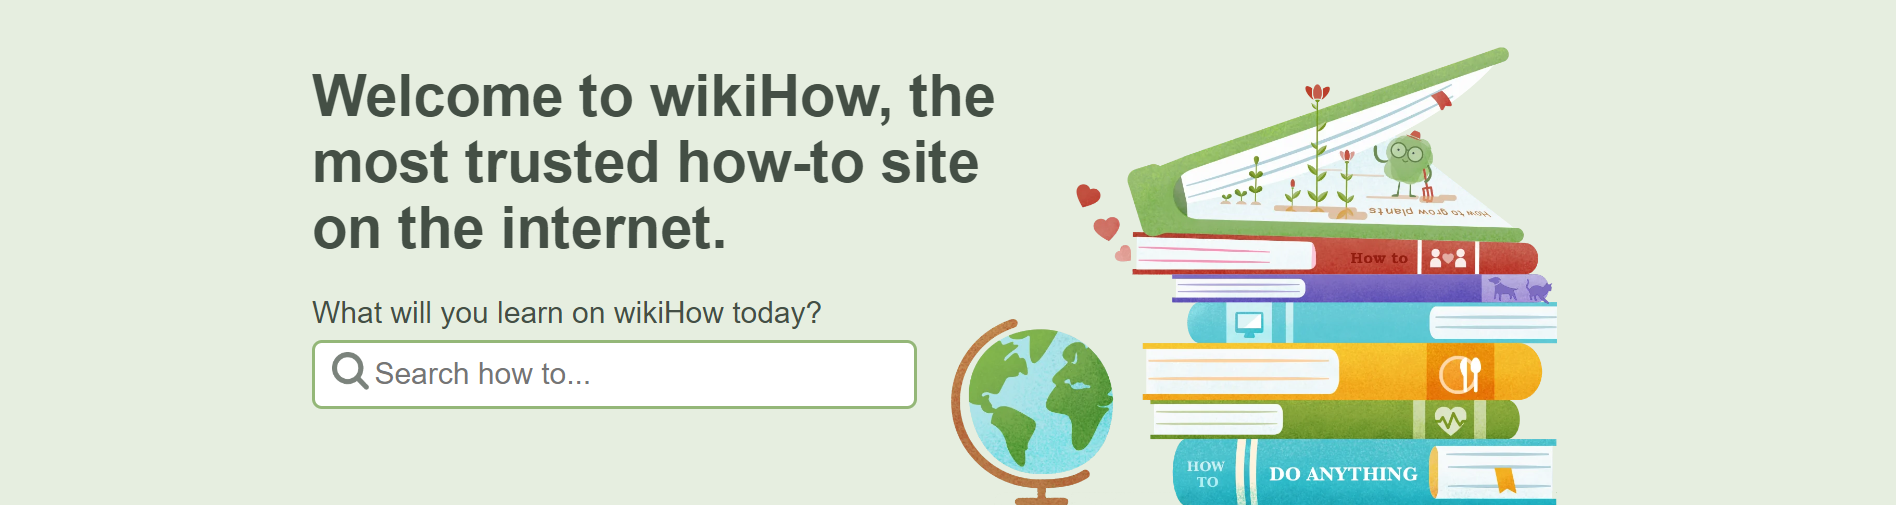 Welcome to wikiHow, the
most trusted how-to site
on the internet.
What will you learn on wikiHow today?
Search how to...
How to grow plants
How to
HOW
TO
DO ANYTHING